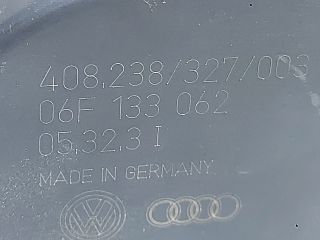 408.238/327/003
06F 133 062
05.32.3 I
MADE IN GERMANY